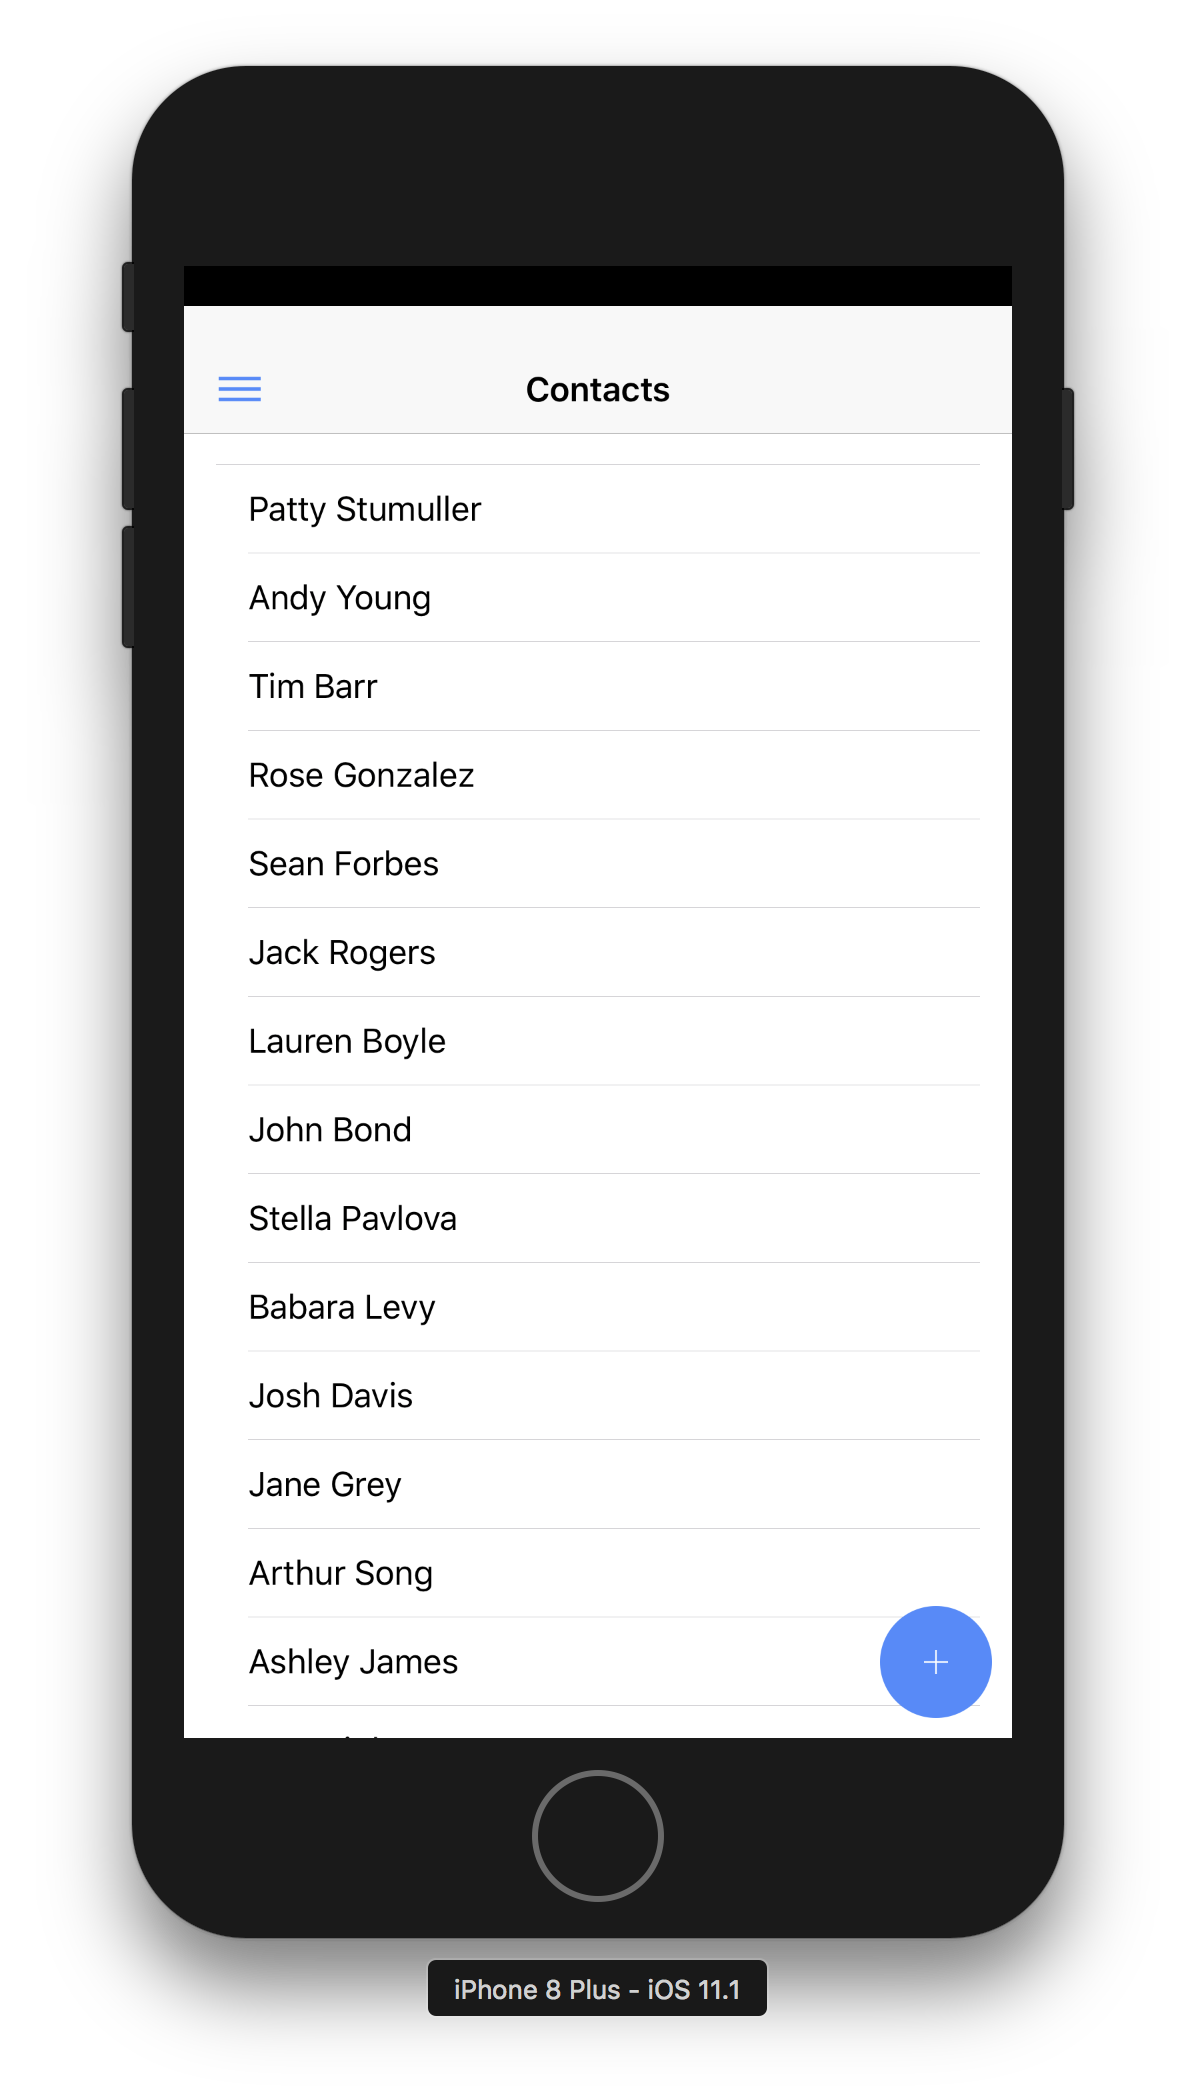 Contacts
Patty Stumuller
Andy Young
Tim Barr
Rose Gonzalez
Sean Forbes
Jack Rogers
Lauren Boyle
John Bond
Stella Pavlova
Babara Levy
Josh Davis
Jane Grey
Arthur Song
Ashley James
iPhone 8 Plus - iOS 11.1